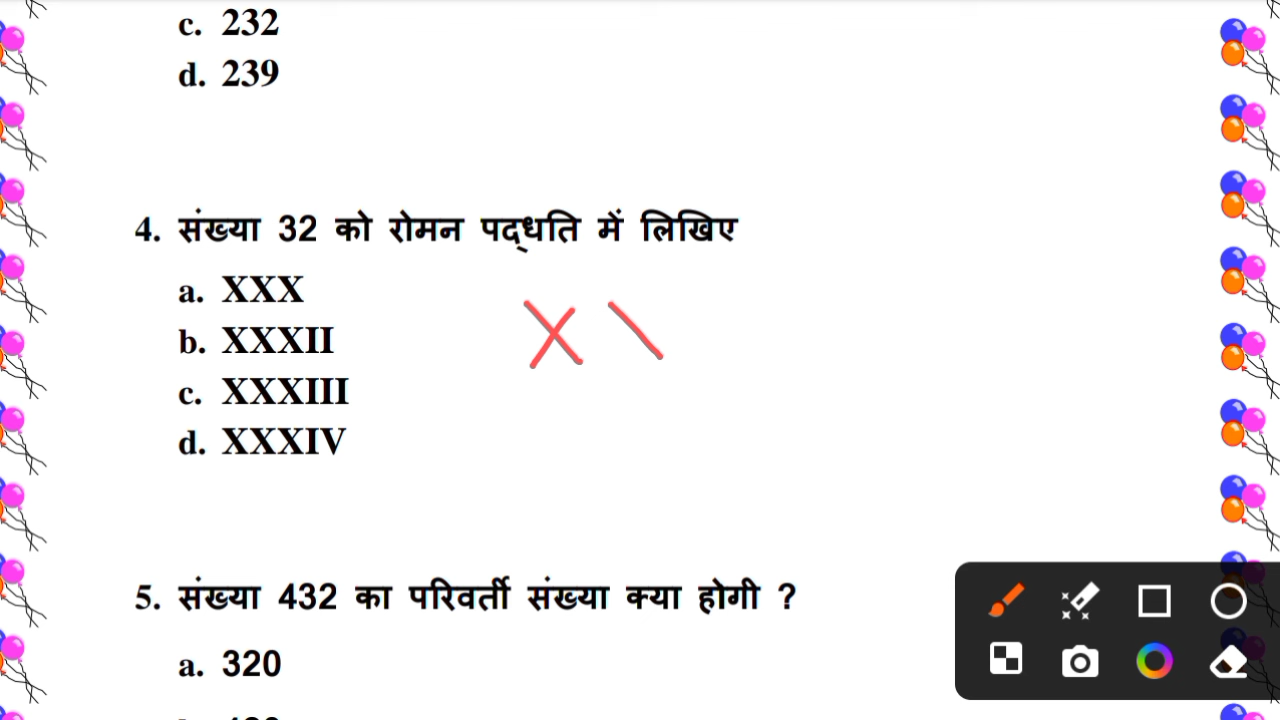 c. 232
d. 239
4. संख्या 32 को रोमन पद्धति में लिखिए
a. XXX
b. XXXII
c. XXXIII
d. XXXIV
X
5. संख्या 432 का परिवर्ती संख्या क्या होगी ?
a. 320